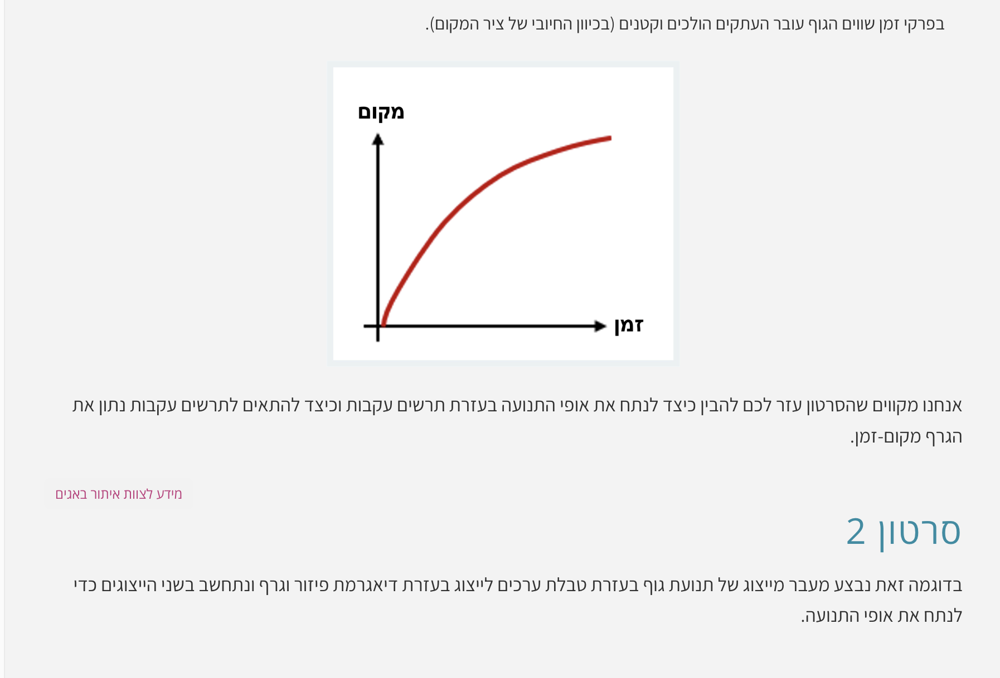 בפרקי זמן שווים הגוף עובר העתקים הולכים וקטנים (בכיוון החיובי של ציר המקום).
מקום
זמן
אנחנו מקווים שהסרטון עזר לכם להבין כיצד לנתח את אופי התנועה בעזרת תרשים עקבות וכיצד להתאים לתרשים עקבות נתון את
הגרף מקום-זמן.
מידע לצוות איתור באגים
סרטון 2
בדוגמה זאת נבצע מעבר מייצוג של תנועת גוף בעזרת טבלת ערכים לייצוג בעזרת דיאגרמת פיזור וגרף ונתחשב בשני הייצוגים כדי
לנתח את אופי התנועה.